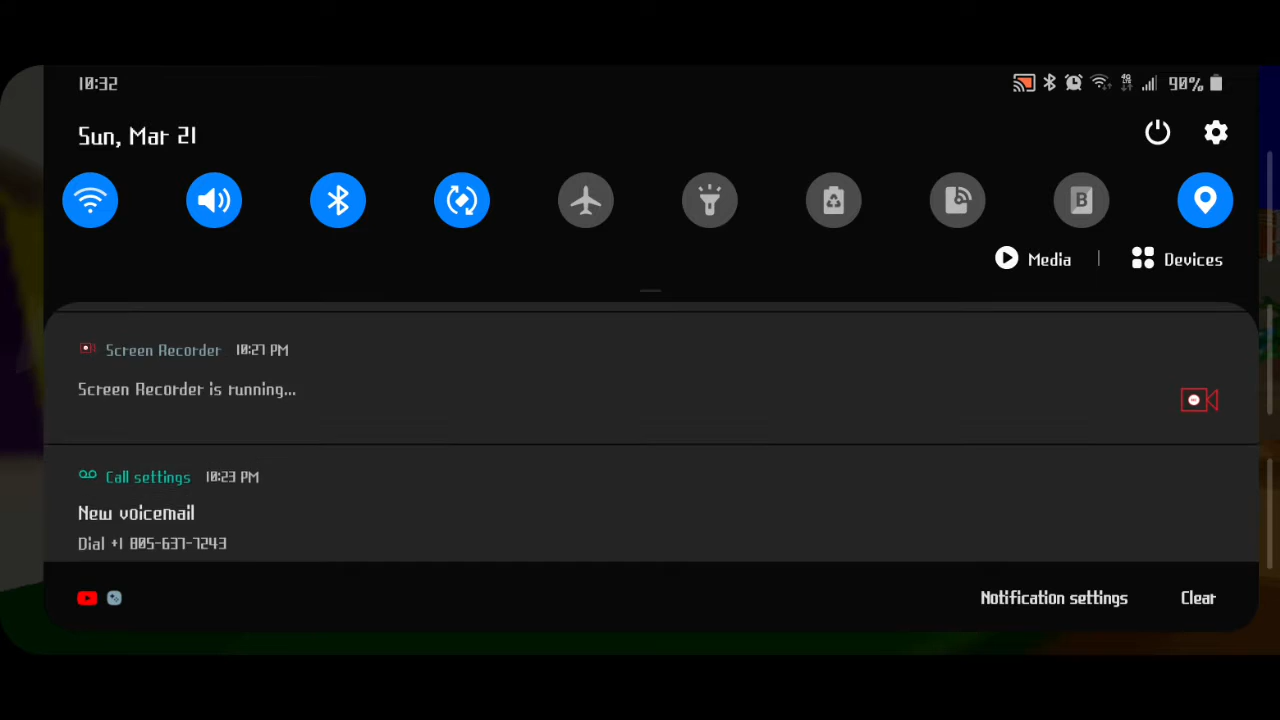 10:32
90%
Sun, Mar 21
B
Media | Devices
Screen Recorder 10:27 PM
Screen Recorder is running...
Call settings 10:23 PM
New voicemail
Dial +1 805-637-7243
Notification settings Clear